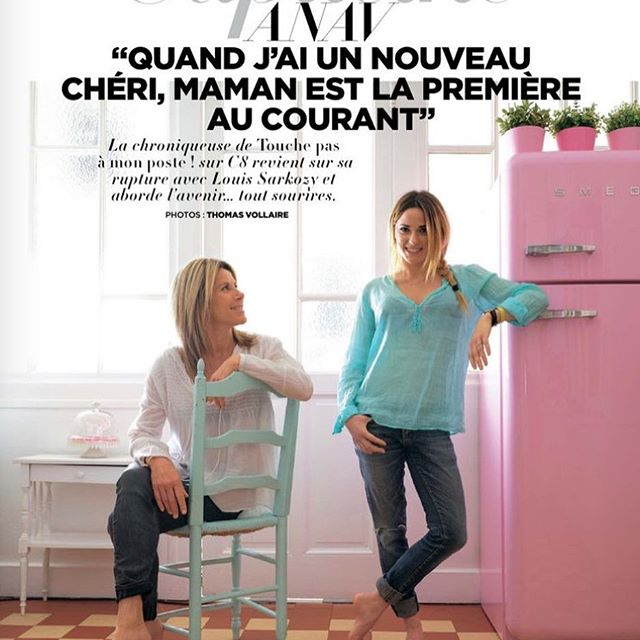 A NAV
“QUAND J’AI UN NOUVEAU
CHÉRI, MAMAN EST LA PREMIÈRE
AU COURANT”
La chroniqueuse de Touche pas
à mon poste ! sur C8 revient sur sa
rupture avec Louis Sarkozy et
aborde l’avenir... tout sourires.
PHOTOS : THOMAS VOLLAIRE
SMEG